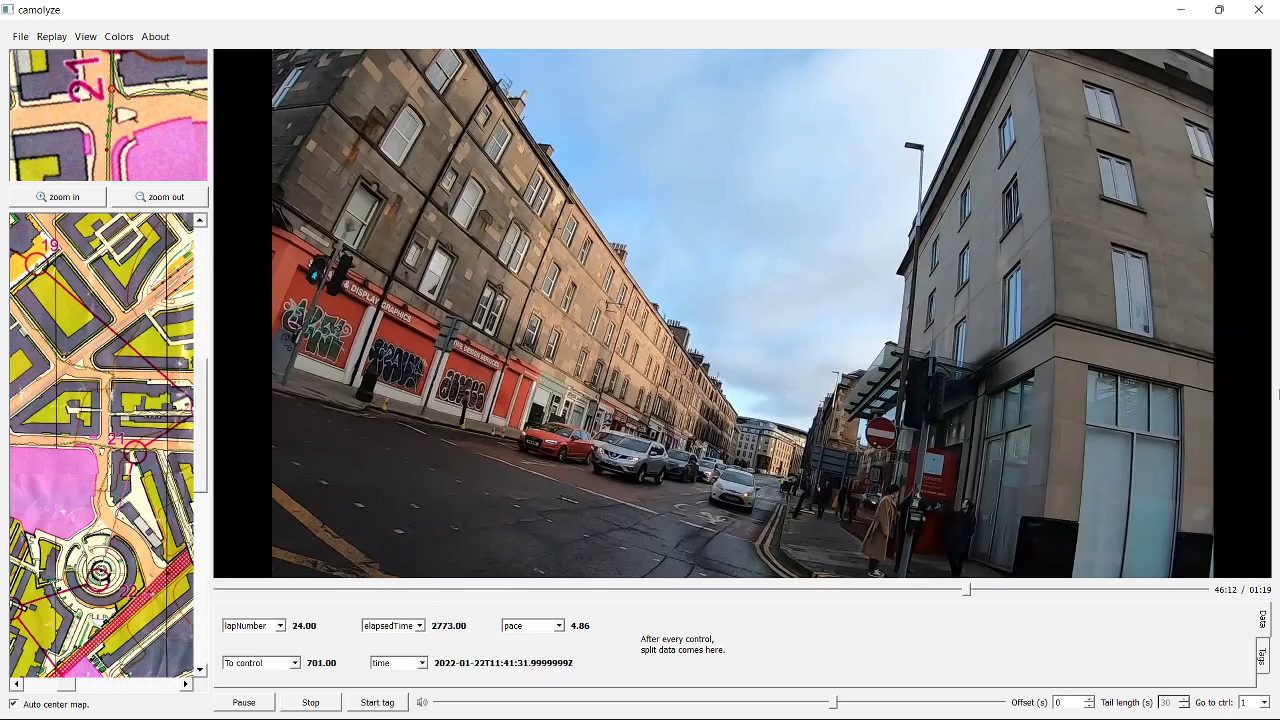 camolyze
File Replay View Colors About
21
zoom in zoom out
19
21
22
& DISPLAY GRAPHICS
46:12 / 01:19
lapNumber 24.00 elapsedTime 2773.00 pace 4.86
After every control,
split data comes here.
To control 701.00 time 2022-01-22T11:41:31.9999999Z
Data
Tags
Auto center map.
Pause Stop Start tag Offset (s) 0 Tail length (s) 30 Go to ctrl: 1